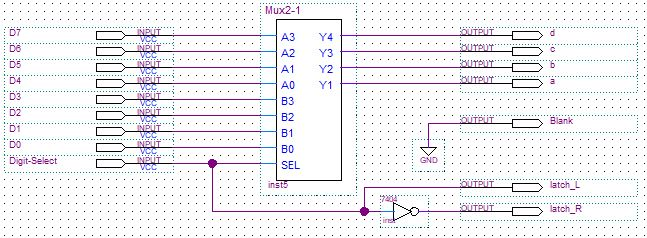 Mux2-1
D7 INPUT VCC A3 Y4 OUTPUT d
D6 INPUT VCC A2 Y3 OUTPUT c
D5 INPUT VCC A1 Y2 OUTPUT b
D4 INPUT VCC A0 Y1 OUTPUT a
D3 INPUT VCC B3
D2 INPUT VCC B2 OUTPUT Blank
D1 INPUT VCC B1
D0 INPUT VCC B0 GND
Digit-Select INPUT VCC SEL
inst5 OUTPUT latch_L
7404 OUTPUT latch_R
inst